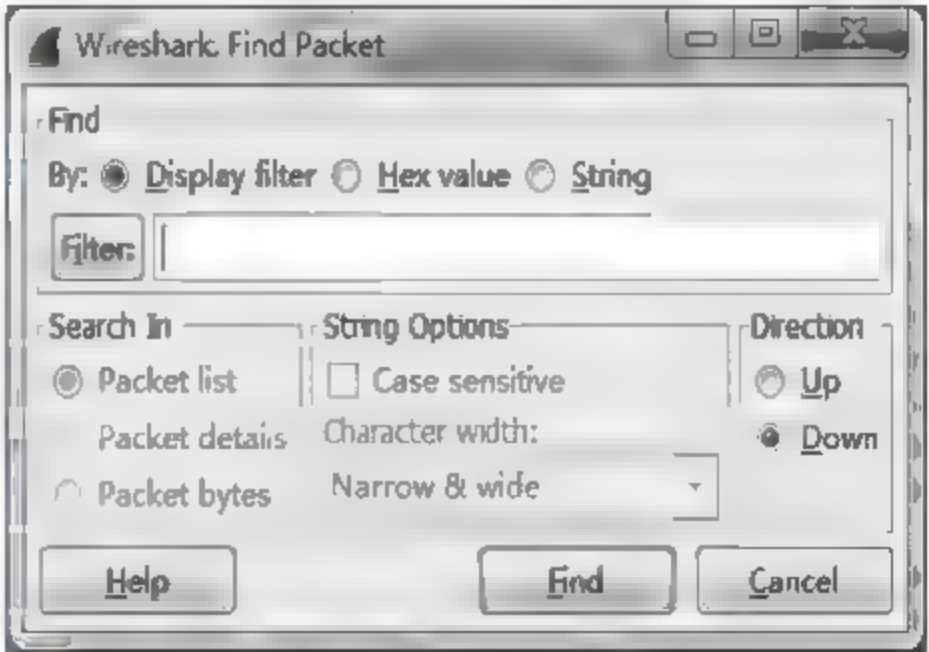 Wireshark: Find Packet
Find
By: Display filter Hex value String
Filter:
Search In
Packet list
Packet details
Packet bytes
String Options
Case sensitive
Character width:
Narrow & wide
Direction
Up
Down
Help
Find
Cancel